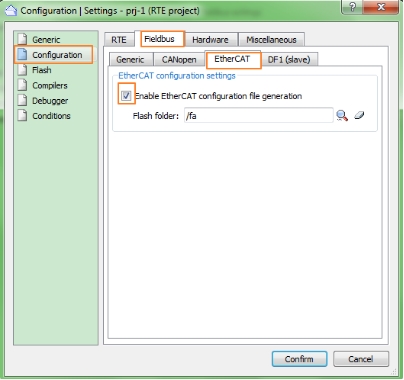 Configuration | Settings - prj-1 (RTE project)
Generic
Configuration
Flash
Compilers
Debugger
Conditions
RTE Fieldbus Hardware Miscellaneous
Generic CANopen EtherCAT DF1 (slave)
EtherCAT configuration settings
Enable EtherCAT configuration file generation
Flash folder: /fa
Confirm Cancel